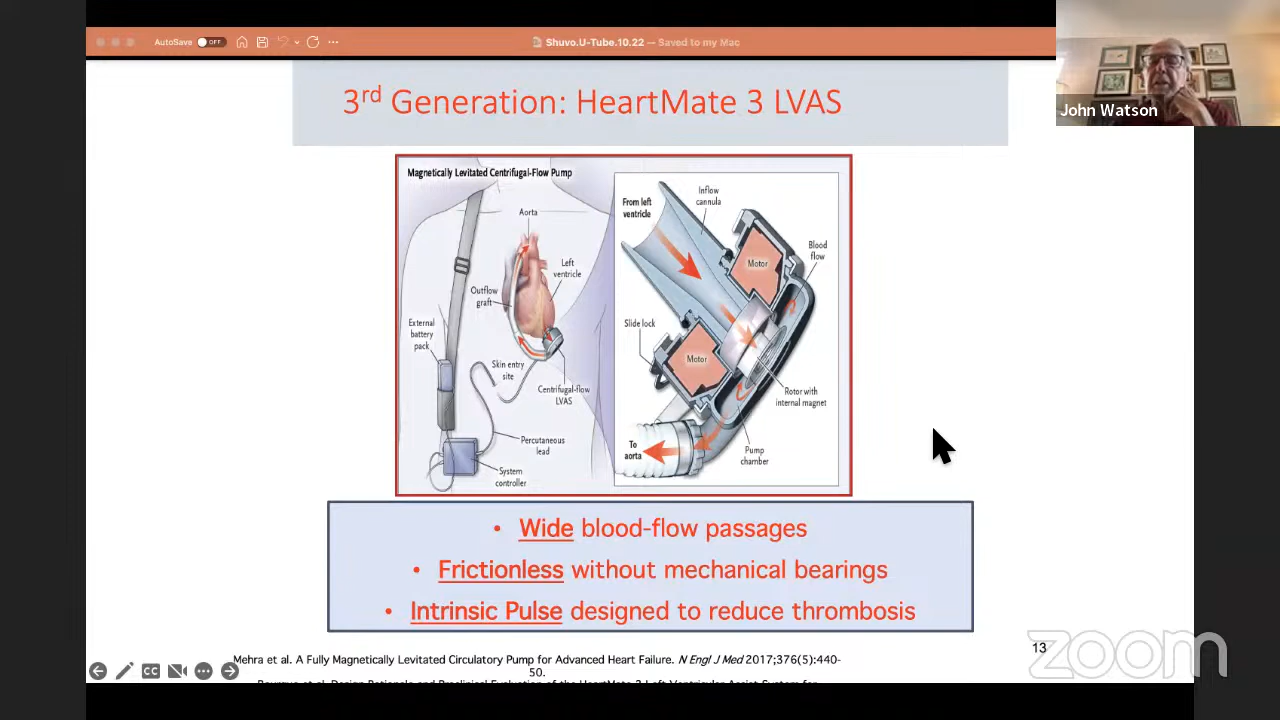 AutoSave OFF
Shuvo.U-Tube.10.22 — Saved to my Mac
John Watson
3rd Generation: HeartMate 3 LVAS
Magnetically Levitated Centrifugal-Flow Pump
Aorta
Left
ventricle
Outflow
graft
External
battery
pack
Skin entry
site
Centrifugal-flow
LVAS
Percutaneous
lead
System
controller
From left
ventricle
Inflow
cannula
Motor
Blood
flow
Slide lock
Motor
Rotor with
internal magnet
To
aorta
Pump
chamber
• Wide blood-flow passages
• Frictionless without mechanical bearings
• Intrinsic Pulse designed to reduce thrombosis
13
zoom
CC
Mehra et al. A Fully Magnetically Levitated Circulatory Pump for Advanced Heart Failure. N Engl J Med 2017;376(5):440-
50.